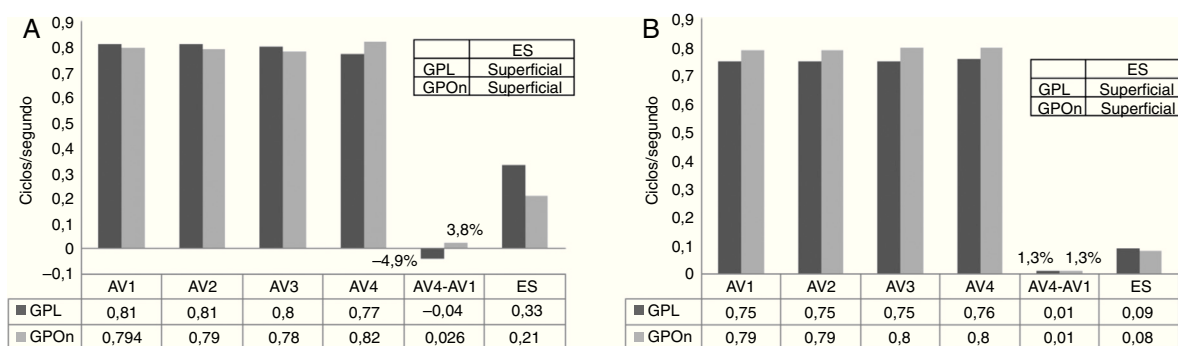 A
Ciclos/segundo
0,9
0,8
0,7
0,6
0,5
0,4
0,3
0,2
0,1
0
–0,1
ES
GPL Superficial
GPOn Superficial
–4,9%
3,8%
AV1 AV2 AV3 AV4 AV4-AV1 ES
GPL 0,81 0,81 0,8 0,77 –0,04 0,33
GPOn 0,794 0,79 0,78 0,82 0,026 0,21
B
Ciclos/segundo
0,9
0,8
0,7
0,6
0,5
0,4
0,3
0,2
0,1
0
ES
GPL Superficial
GPOn Superficial
1,3% 1,3%
AV1 AV2 AV3 AV4 AV4-AV1 ES
GPL 0,75 0,75 0,75 0,76 0,01 0,09
GPOn 0,79 0,79 0,8 0,8 0,01 0,08